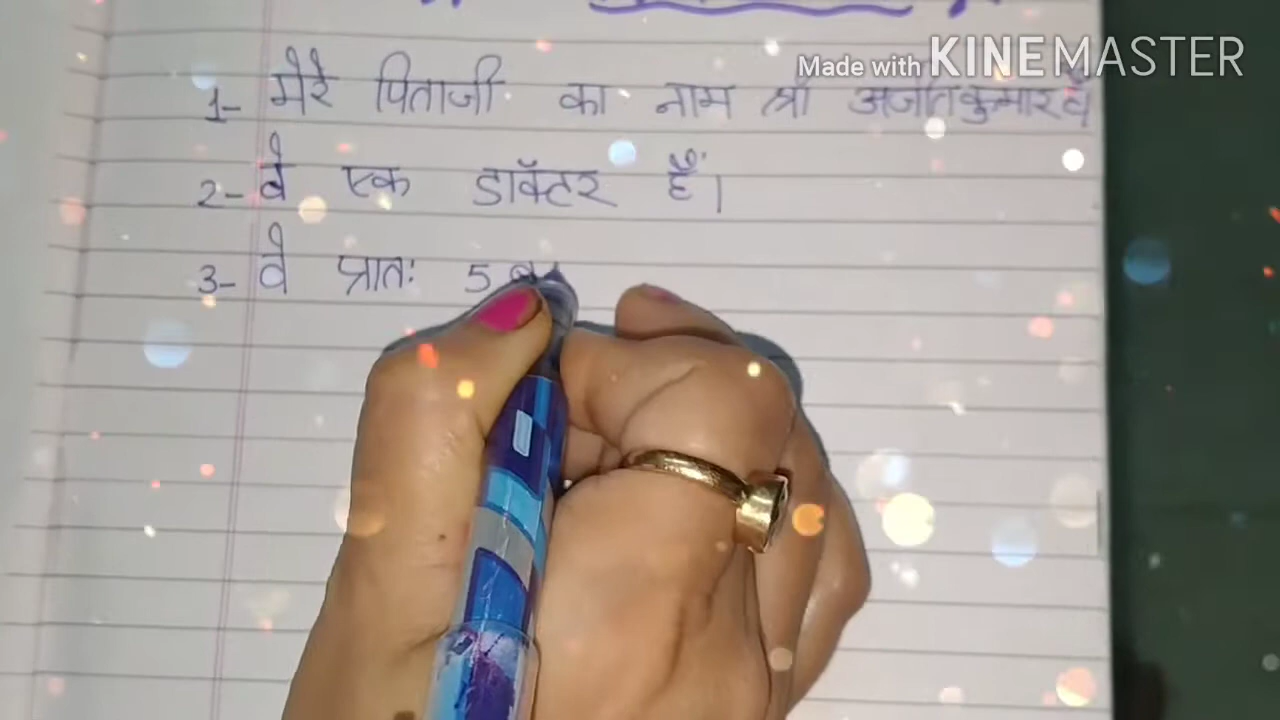 Made with KINEMASTER
1- मेरे पिताजी का नाम श्री अजीतकुमार है
2- वे एक डॉक्टर हैं।
3- वे प्रातः 5